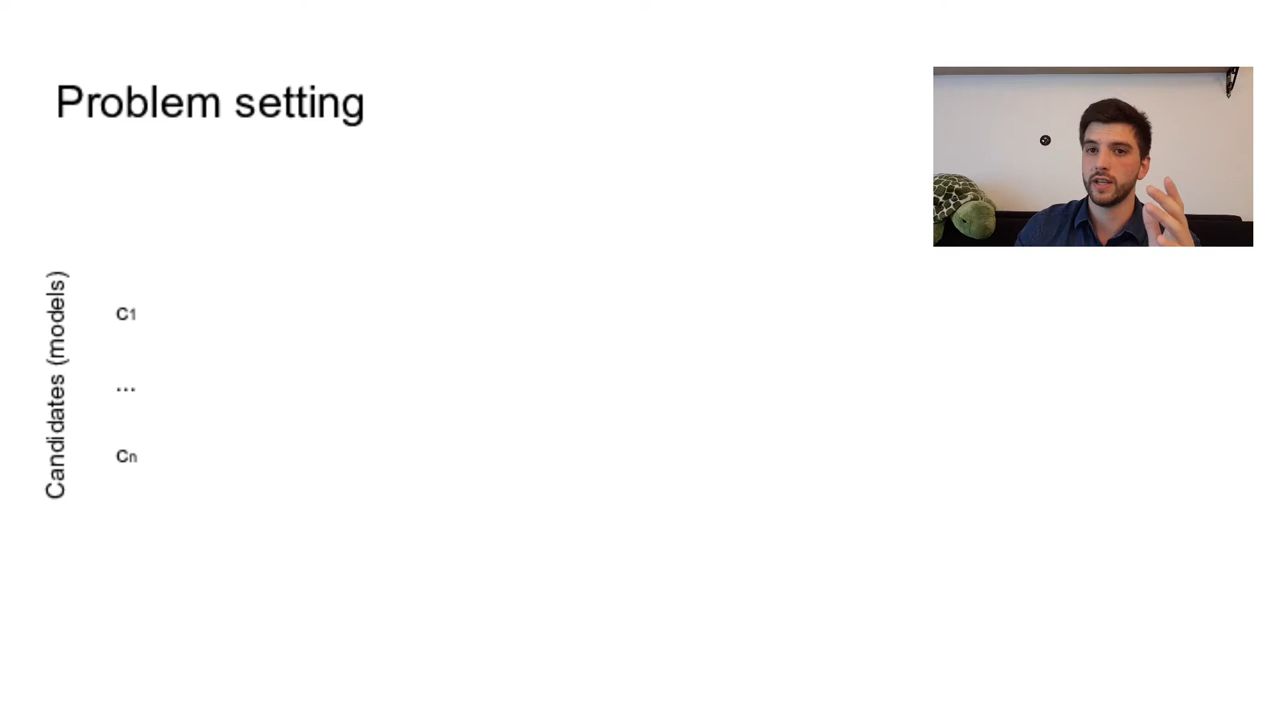 Problem setting
Candidates (models)
C1
...
Cn